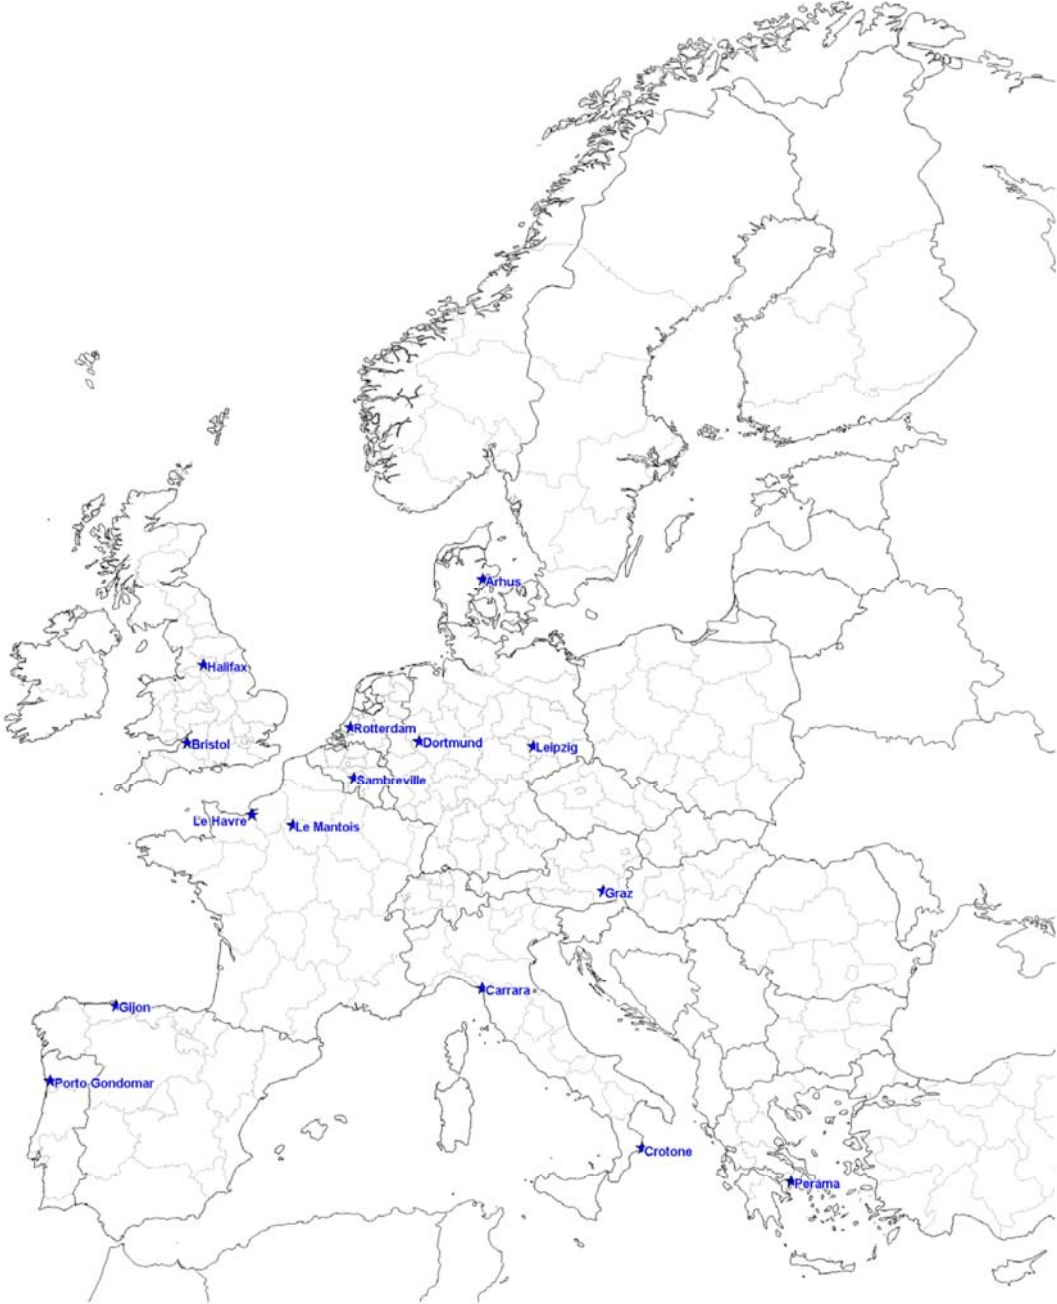 Arhus
Halifax
Rotterdam
Bristol
Dortmund
Leipzig
Sambreville
Le Havre
Le Mantois
Graz
Carrara
Gijon
Porto Gondomar
Crotone
Perama